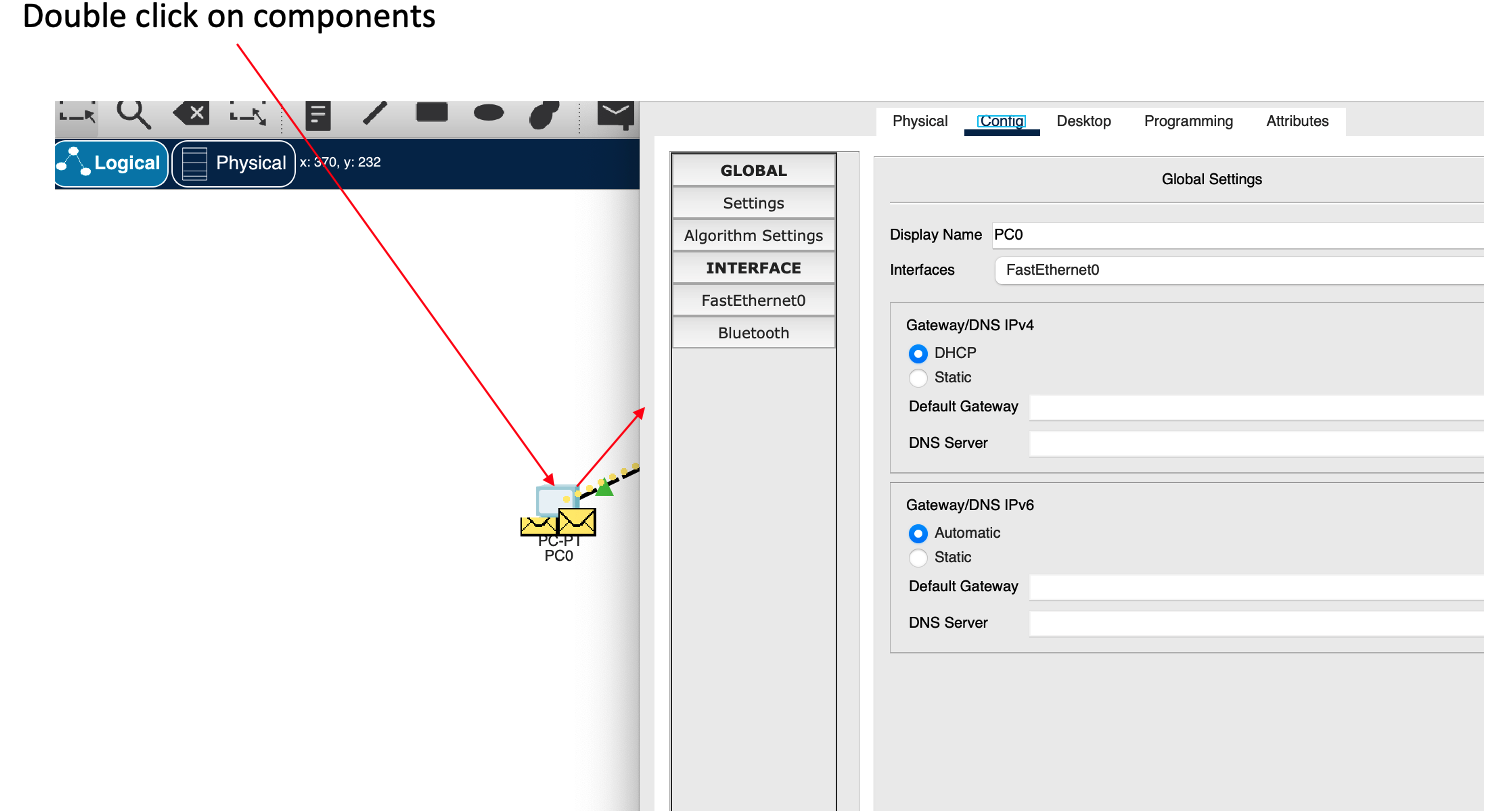 Double click on components
Logical
Physical
x: 370, y: 232
PC-PT
PC0
Physical
Config
Desktop
Programming
Attributes
GLOBAL
Settings
Algorithm Settings
INTERFACE
FastEthernet0
Bluetooth
Global Settings
Display Name PC0
Interfaces FastEthernet0
Gateway/DNS IPv4
DHCP
Static
Default Gateway
DNS Server
Gateway/DNS IPv6
Automatic
Static
Default Gateway
DNS Server